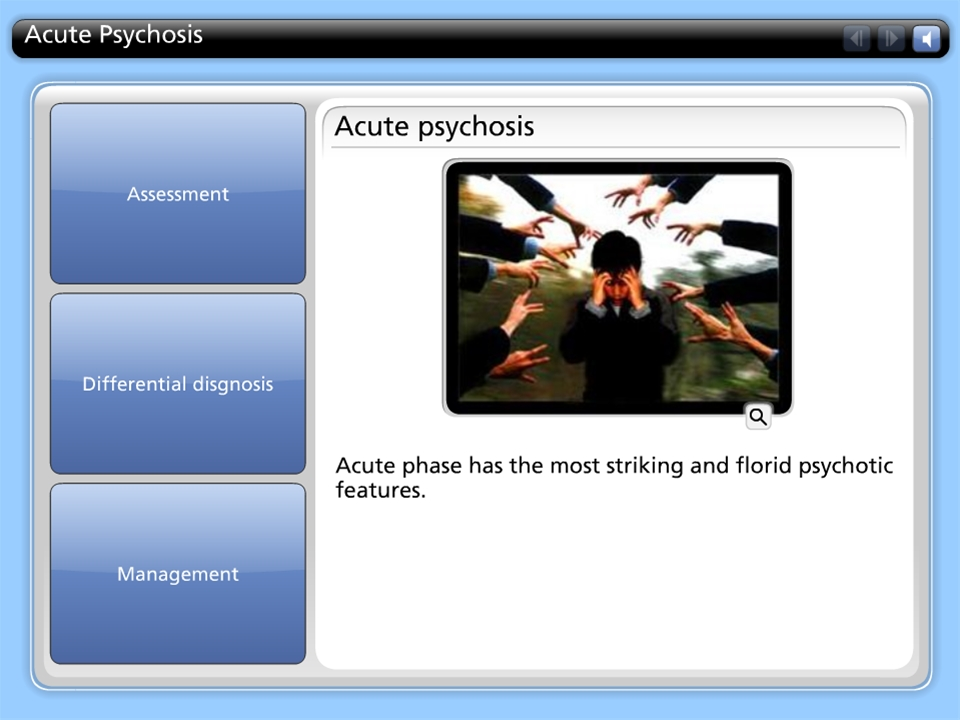 Acute Psychosis
Assessment
Differential disgnosis
Management
Acute psychosis
Acute phase has the most striking and florid psychotic
features.